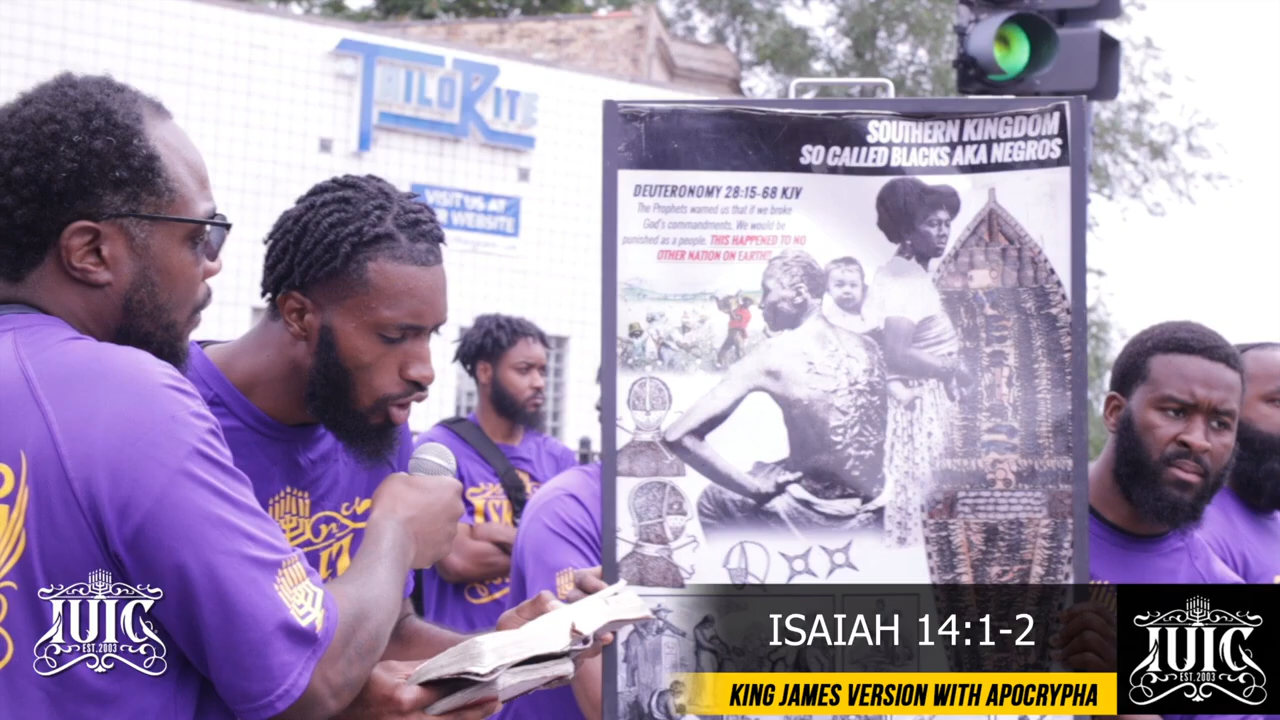 TAILORITE
VISIT US AT
WEBSITE
SOUTHERN KINGDOM
SO CALLED BLACKS AKA NEGROS
DEUTERONOMY 28:15-68 KJV
The Prophets warned us that if we broke
God's commandments. We would be
punished as a people. THIS HAPPENED TO NO
OTHER NATION ON EARTH!
ISAIAH 14:1-2
KING JAMES VERSION WITH APOCRYPHA
IUIC
EST. 2003
IUIC
EST. 2003